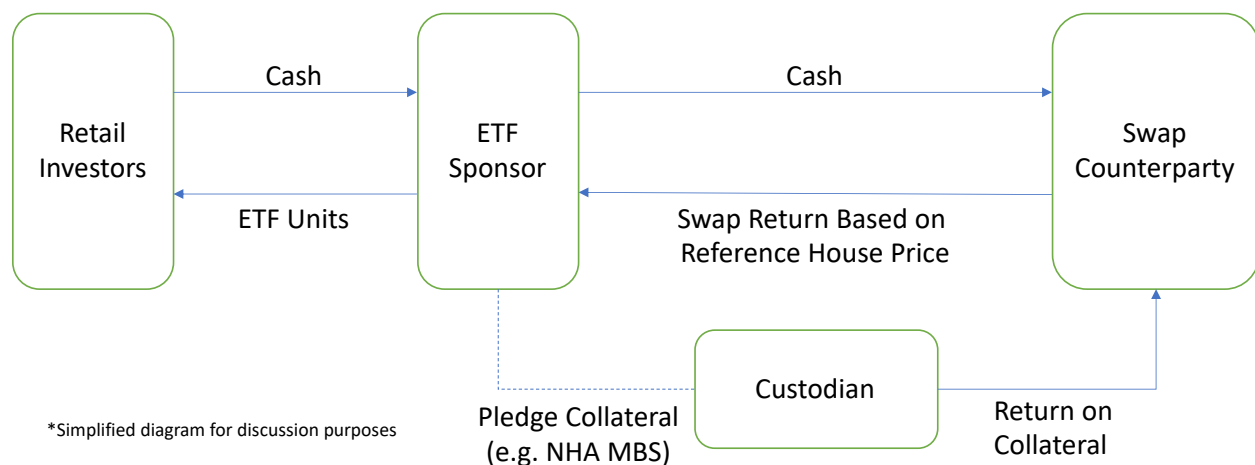 Cash
Cash
Retail
Investors
ETF
Sponsor
Swap
Counterparty
ETF Units
Swap Return Based on
Reference House Price
Custodian
Pledge Collateral
(e.g. NHA MBS)
Return on
Collateral
*Simplified diagram for discussion purposes